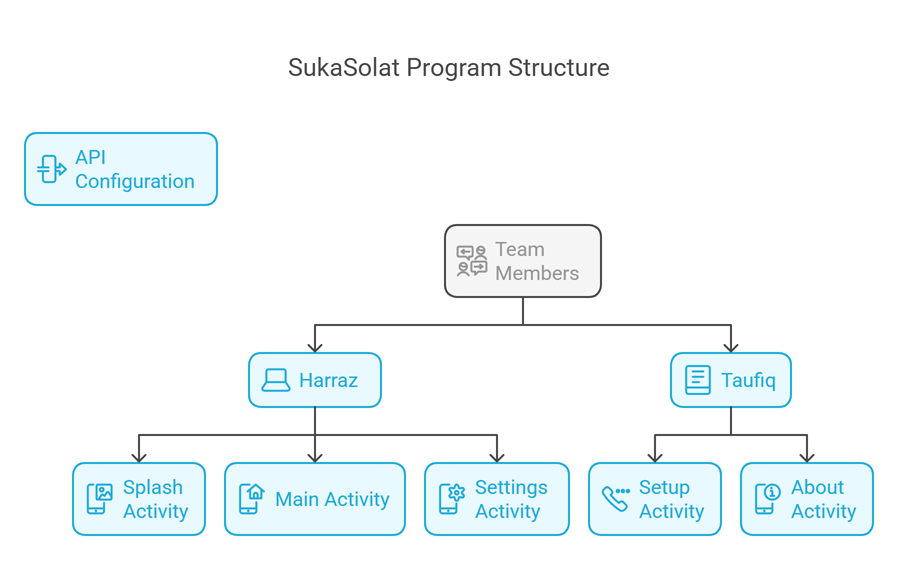 SukaSolat Program Structure
API
Configuration
Team
Members
Harraz
Taufiq
Splash
Activity
Main Activity
Settings
Activity
Setup
Activity
About
Activity